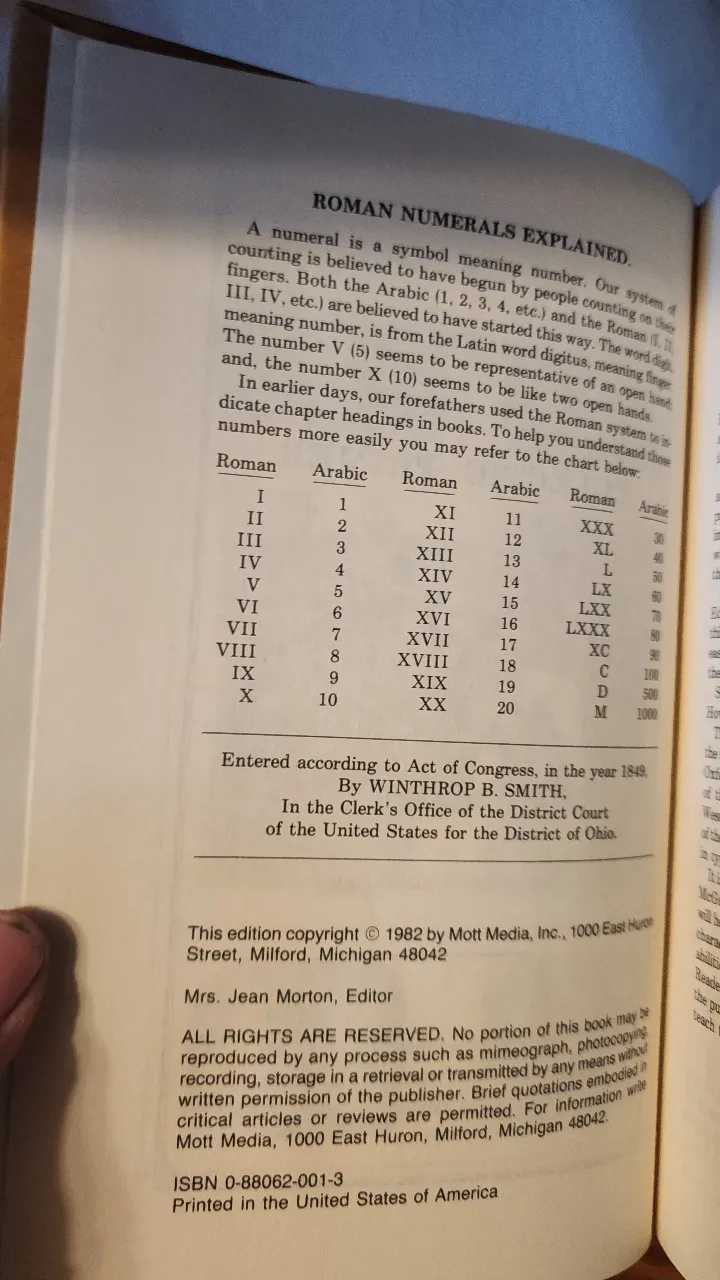 ROMAN NUMERALS EXPLAINED.
A numeral is a symbol meaning number. Our system of
counting is believed to have begun by people counting on their
fingers. Both the Arabic (1, 2, 3, 4, etc.) and the Roman (I, II,
III, IV, etc.) are believed to have started this way. The word digit,
meaning number, is from the Latin word digitus, meaning finger.
The number V (5) seems to be representative of an open hand;
and, the number X (10) seems to be like two open hands.
In earlier days, our forefathers used the Roman system to in-
dicate chapter headings in books. To help you understand those
numbers more easily you may refer to the chart below:
Roman Arabic Roman Arabic Roman Arabic
I 1 XI 11 XXX 30
II 2 XII 12 XL 40
III 3 XIII 13 L 50
IV 4 XIV 14 LX 60
V 5 XV 15 LXX 70
VI 6 XVI 16 LXXX 80
VII 7 XVII 17 XC 90
VIII 8 XVIII 18 C 100
IX 9 XIX 19 D 500
X 10 XX 20 M 1000
Entered according to Act of Congress, in the year 1849,
By WINTHROP B. SMITH,
In the Clerk's Office of the District Court
of the United States for the District of Ohio.
This edition copyright © 1982 by Mott Media, Inc., 1000 East Huron
Street, Milford, Michigan 48042
Mrs. Jean Morton, Editor
ALL RIGHTS ARE RESERVED. No portion of this book may be
reproduced by any process such as mimeograph, photocopying,
recording, storage in a retrieval or transmitted by any means without
written permission of the publisher. Brief quotations embodied in
critical articles or reviews are permitted. For information write
Mott Media, 1000 East Huron, Milford, Michigan 48042.
ISBN 0-88062-001-3
Printed in the United States of America